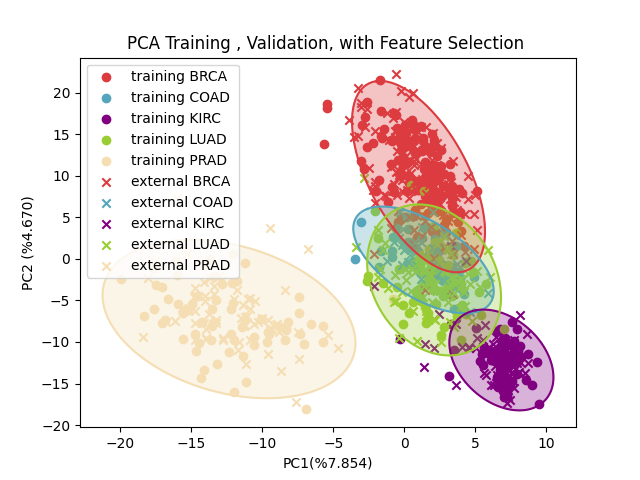 PCA Training , Validation, with Feature Selection
training BRCA
training COAD
training KIRC
training LUAD
training PRAD
external BRCA
external COAD
external KIRC
external LUAD
external PRAD
20
15
10
5
0
−5
−10
−15
−20
PC2 (%4.670)
−20 −15 −10 −5 0 5 10
PC1(%7.854)